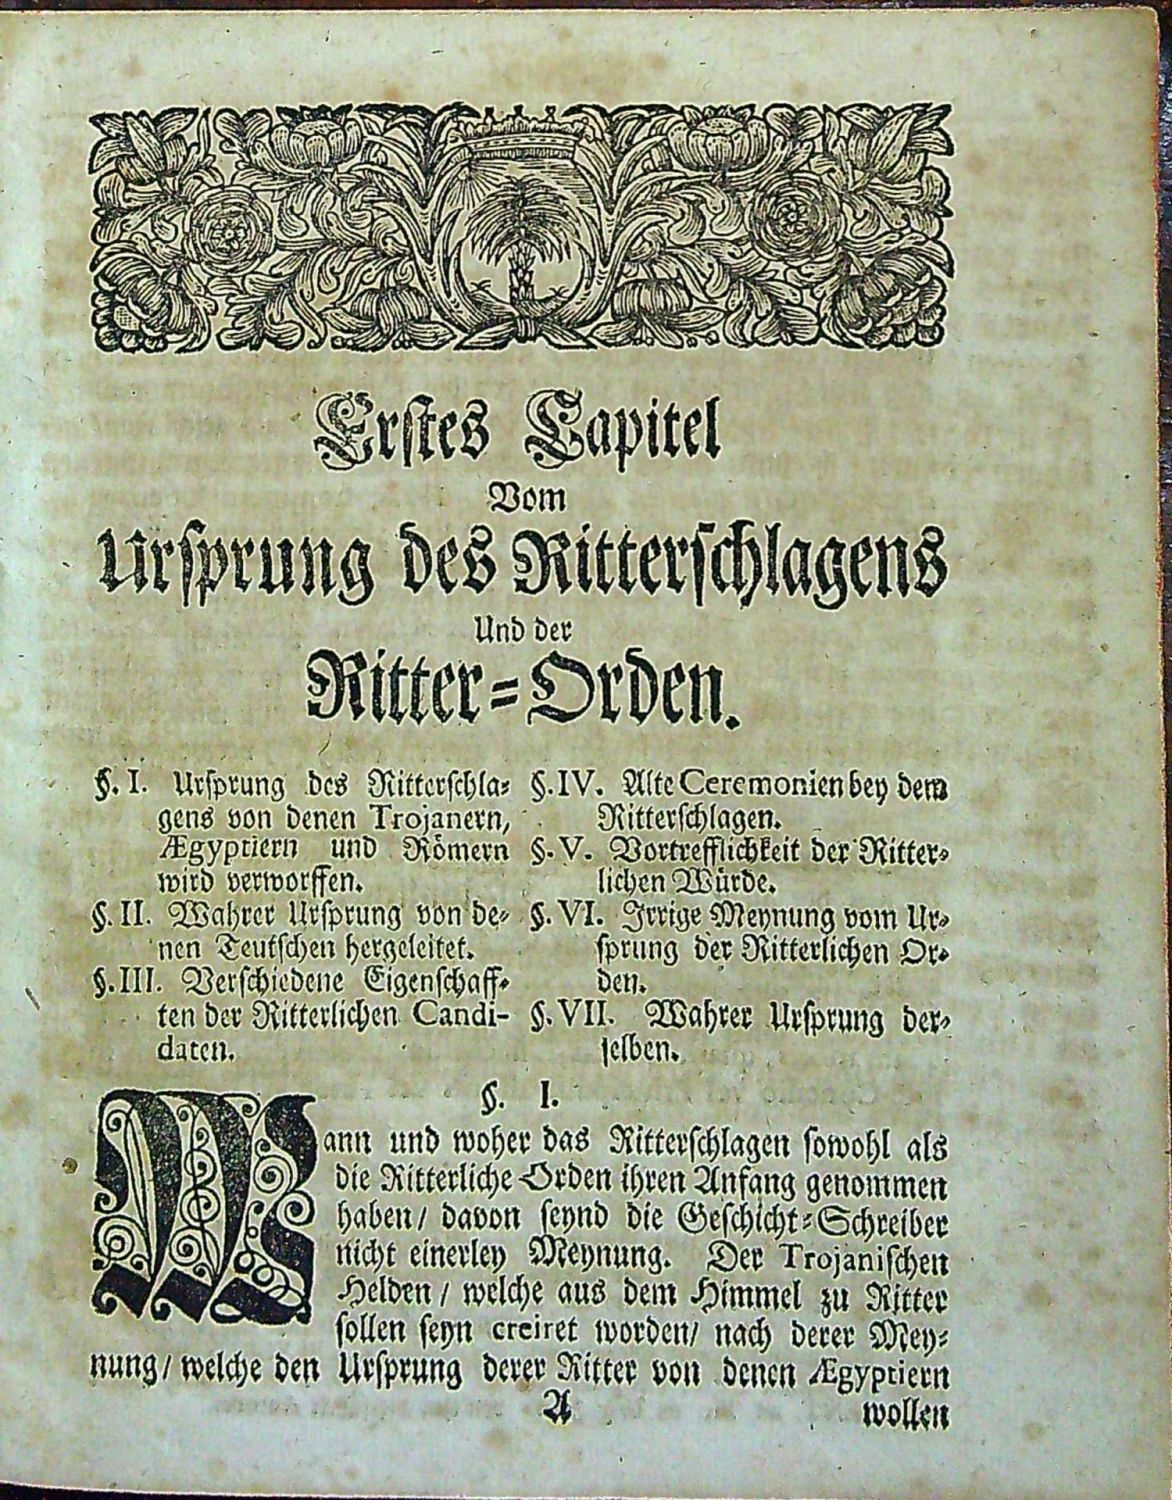 Erstes Capitel
Vom
Ursprung des Ritterschlagens
Und der
Ritter-Orden.
§. I. Ursprung des Ritterschla-
gens von denen Trojanern,
Ægyptiern und Römern
wird verworffen.
§. II. Wahrer Ursprung von de-
nen Teutschen hergeleitet.
§. III. Verschiedene Eigenschaff-
ten der Ritterlichen Candi-
daten.
§. IV. Alte Ceremonien bey dem
Ritterschlagen.
§. V. Vortrefflichkeit der Ritter-
lichen Würde.
§. VI. Irrige Meynung vom Ur-
sprung der Ritterlichen Or-
den.
§. VII. Wahrer Ursprung der-
selben.
§. I.
Wann und woher das Ritterschlagen sowohl als
die Ritterliche Orden ihren Anfang genommen
haben/ davon seynd die Geschicht-Schreiber
nicht einerley Meynung. Der Trojanischen
Helden/ welche aus dem Himmel zu Ritter
sollen seyn creiret worden/ nach derer Mey-
nung/ welche den Ursprung derer Ritter von denen Ægyptiern
A wollen